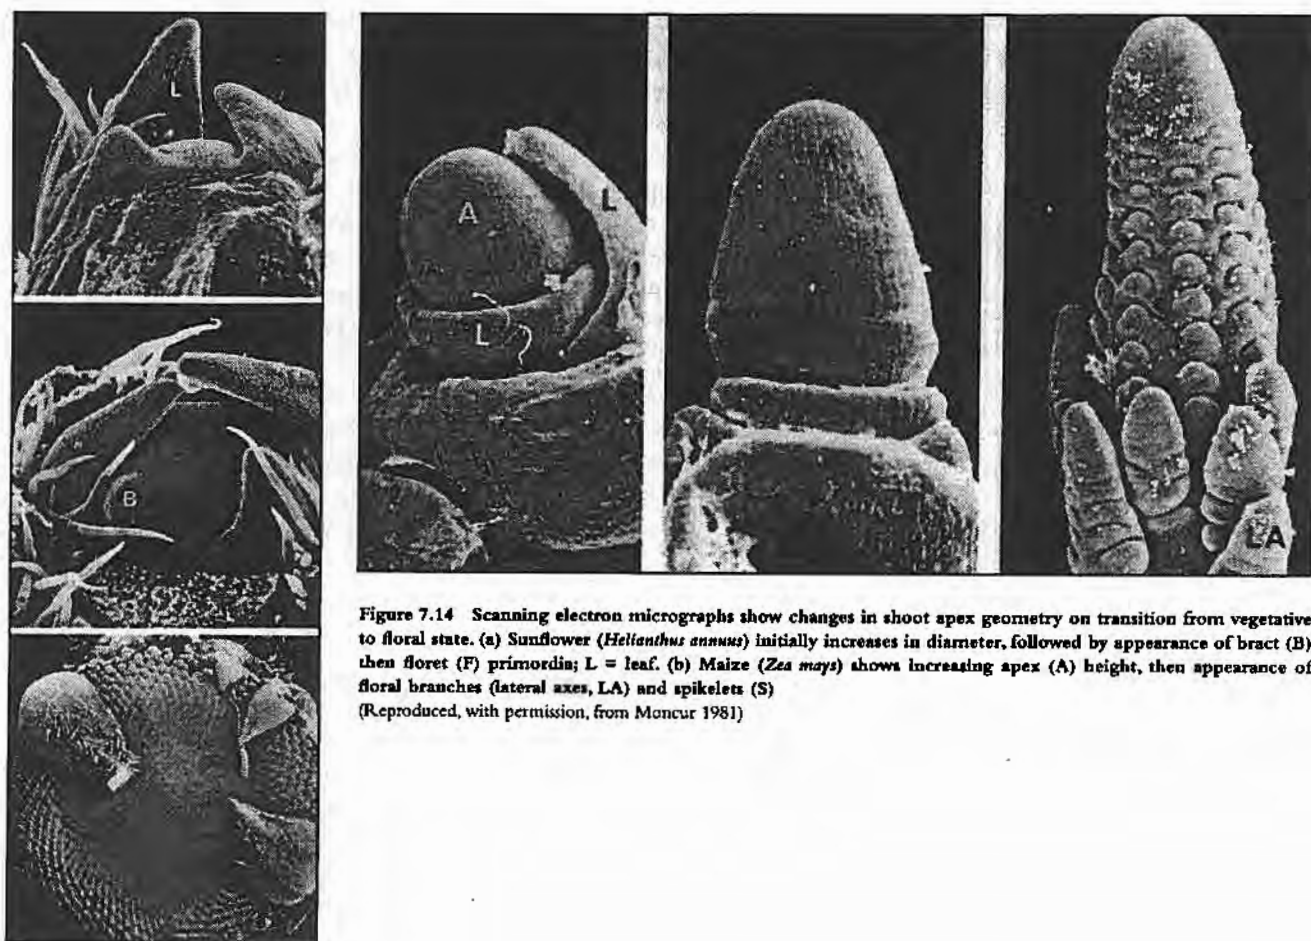 L
B
A
L
L
LA
Figure 7.14 Scanning electron micrographs show changes in shoot apex geometry on transition from vegetative
to floral state. (a) Sunflower (Helianthus annuus) initially increases in diameter, followed by appearance of bract (B)
then floret (F) primordia; L = leaf. (b) Maize (Zea mays) shows increasing apex (A) height, then appearance of
floral branches (lateral axes, LA) and spikelets (S)
(Reproduced, with permission, from Moncur 1981)